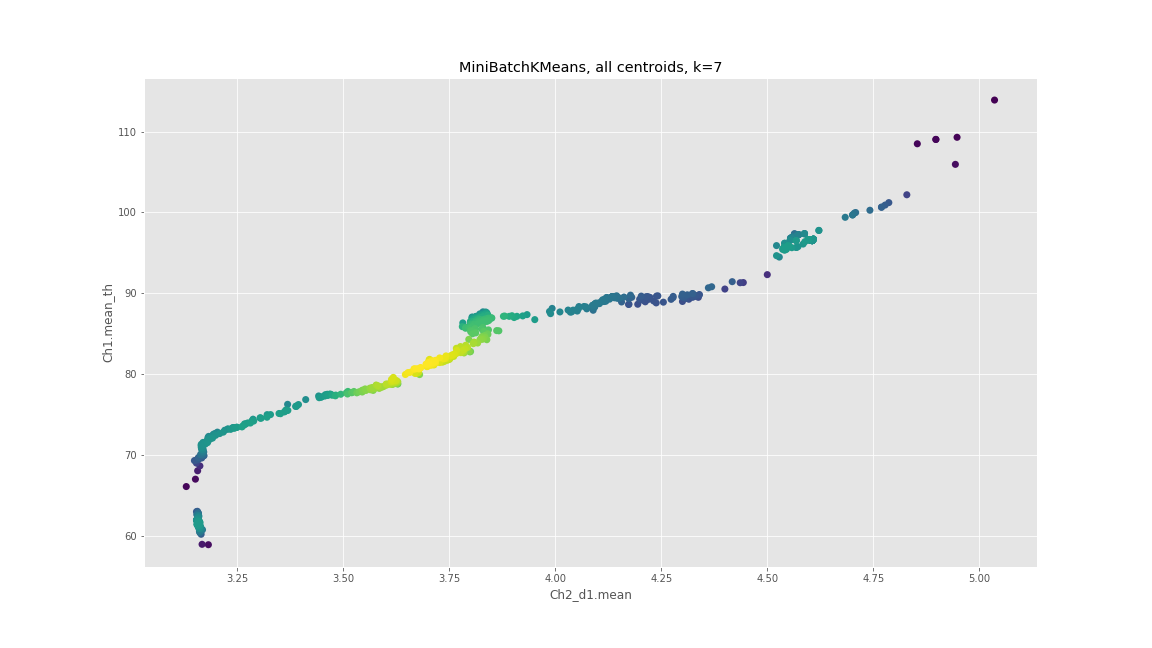 MiniBatchKMeans, all centroids, k=7
110
100
90
80
70
60
Ch1.mean_th
3.25 3.50 3.75 4.00 4.25 4.50 4.75 5.00
Ch2_d1.mean